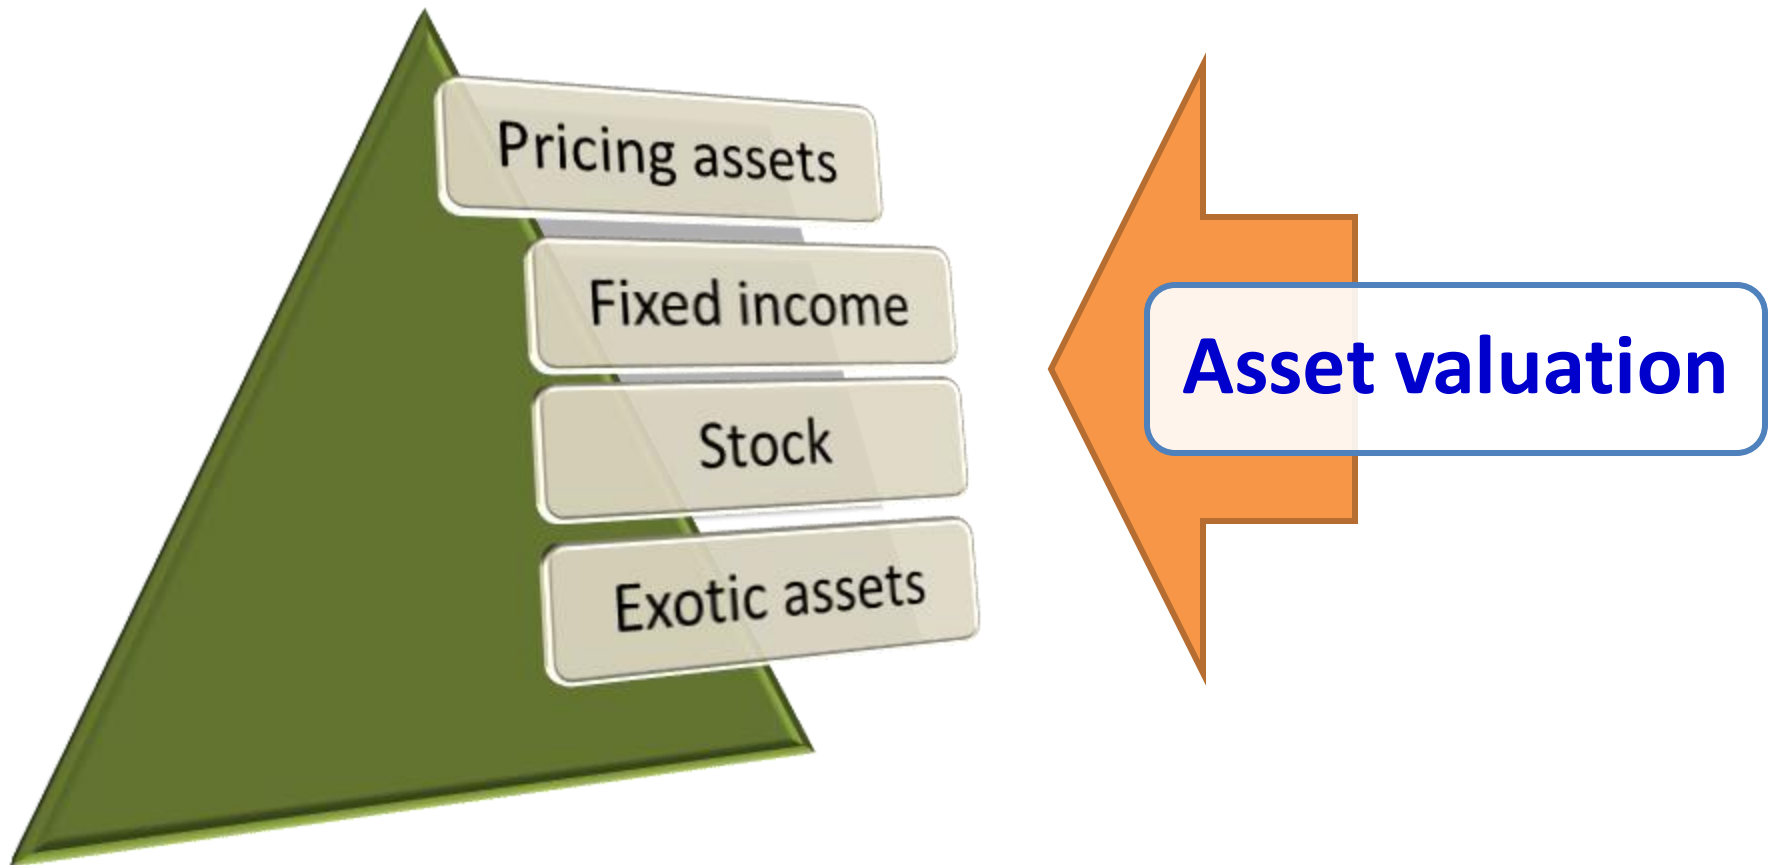 Pricing assets
Fixed income
Stock
Exotic assets
Asset valuation